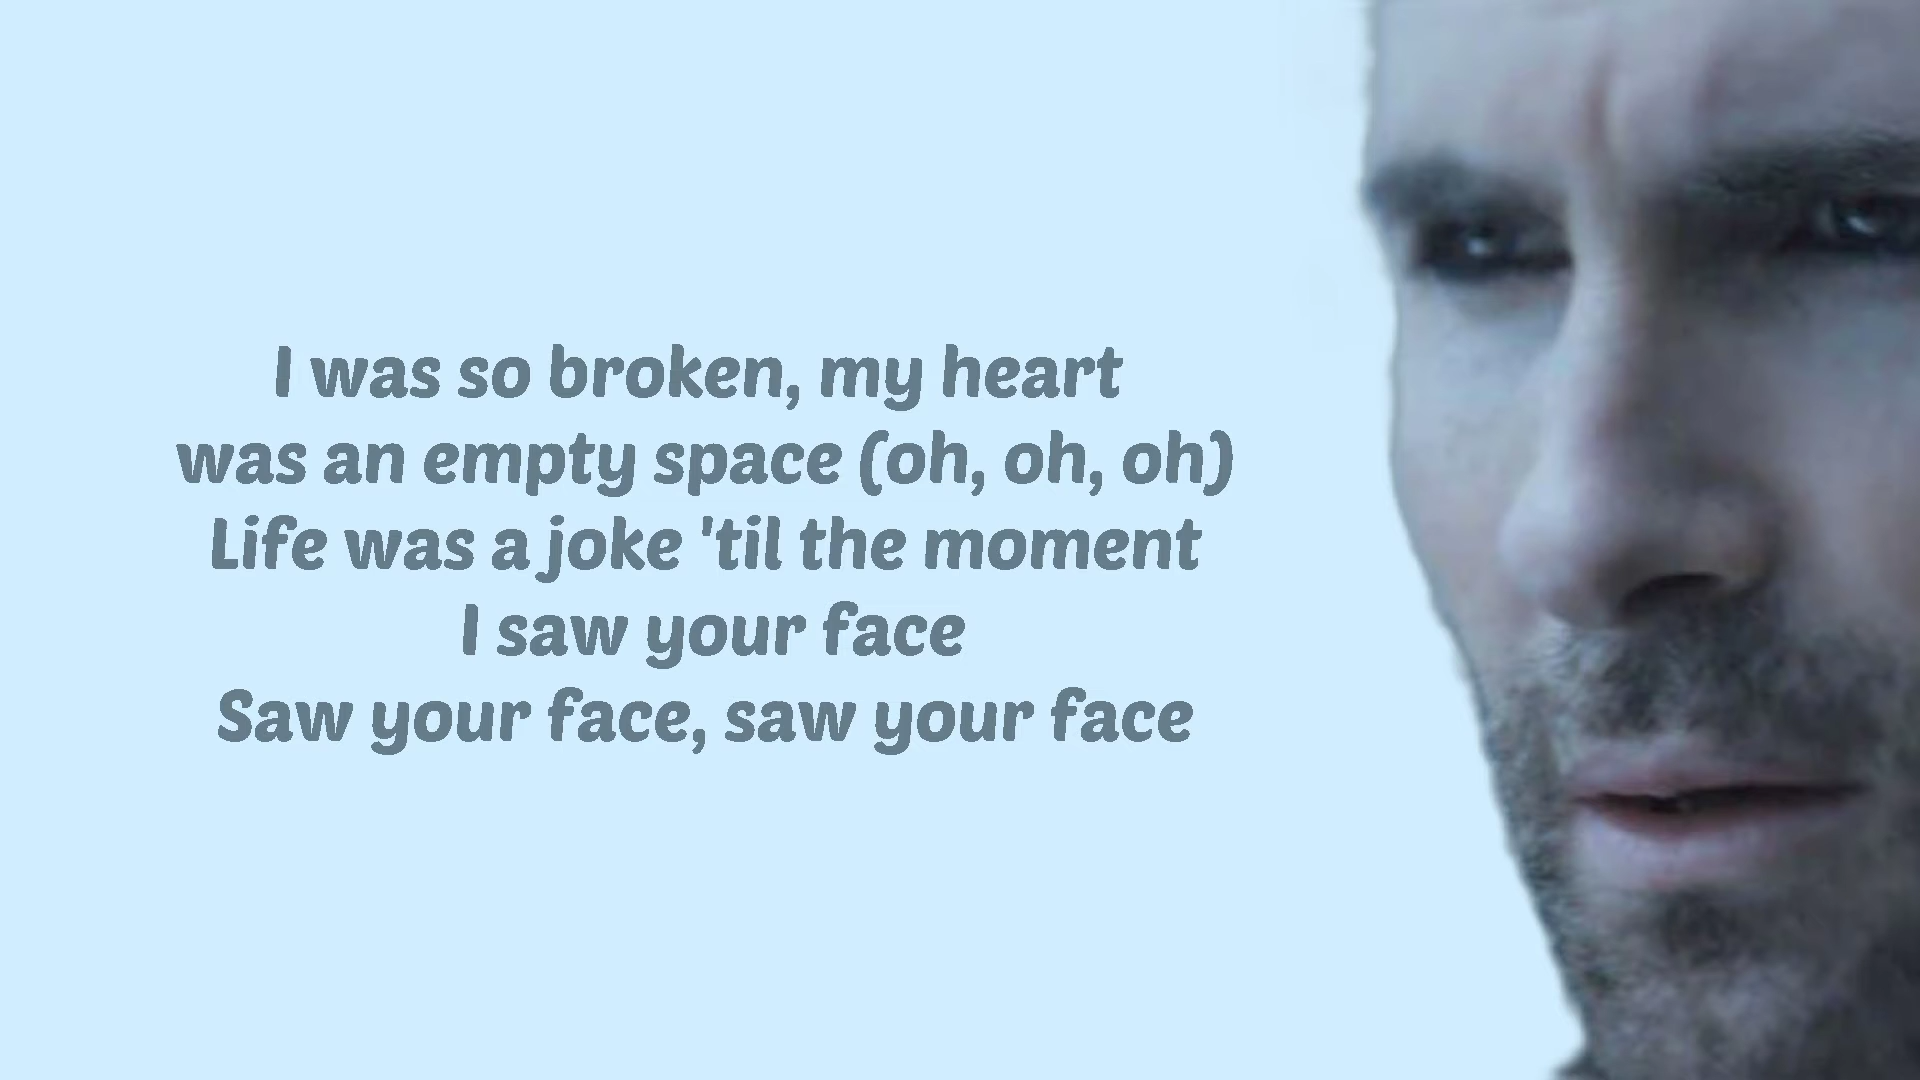 I was so broken, my heart
was an empty space (oh, oh, oh)
Life was a joke 'til the moment
I saw your face
Saw your face, saw your face